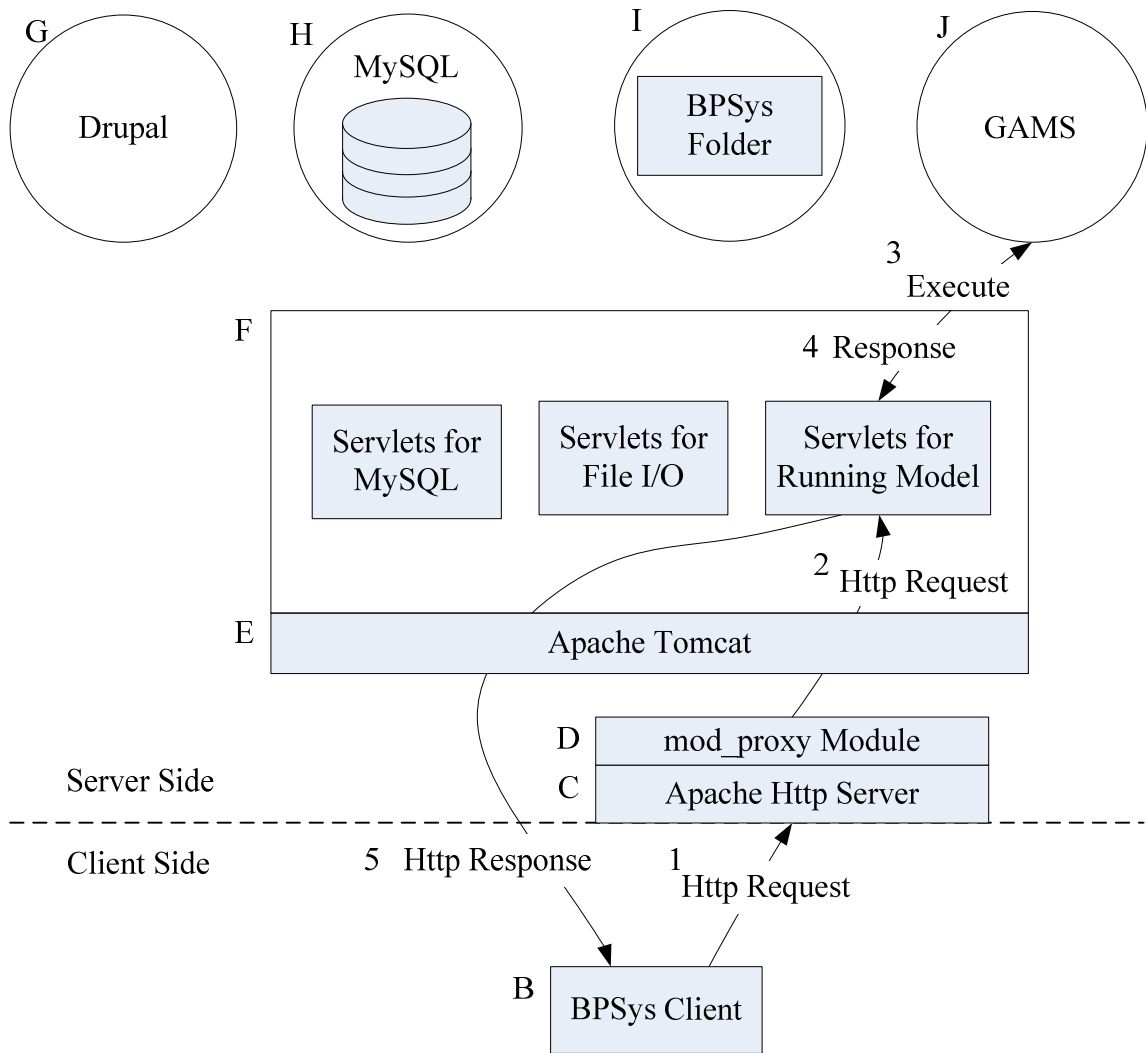 G
H
I
J
Drupal
MySQL
BPSys
Folder
GAMS
3
Execute
F
4 Response
Servlets for
MySQL
Servlets for
File I/O
Servlets for
Running Model
2 Http Request
E
Apache Tomcat
D
mod_proxy Module
C
Apache Http Server
Server Side
Client Side
5 Http Response
1
Http Request
B
BPSys Client